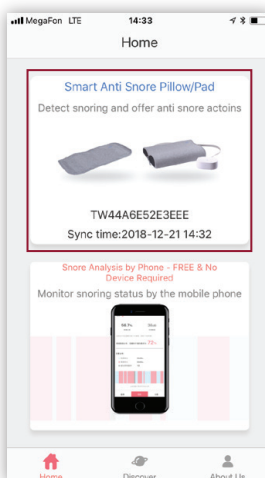 MegaFon LTE 14:33
Home
Smart Anti Snore Pillow/Pad
Detect snoring and offer anti snore actoins
TW44A6E52E3EEE
Sync time:2018-12-21 14:32
Snore Analysis by Phone - FREE & No
Device Required
Monitor snoring status by the mobile phone
Home Discover About Us